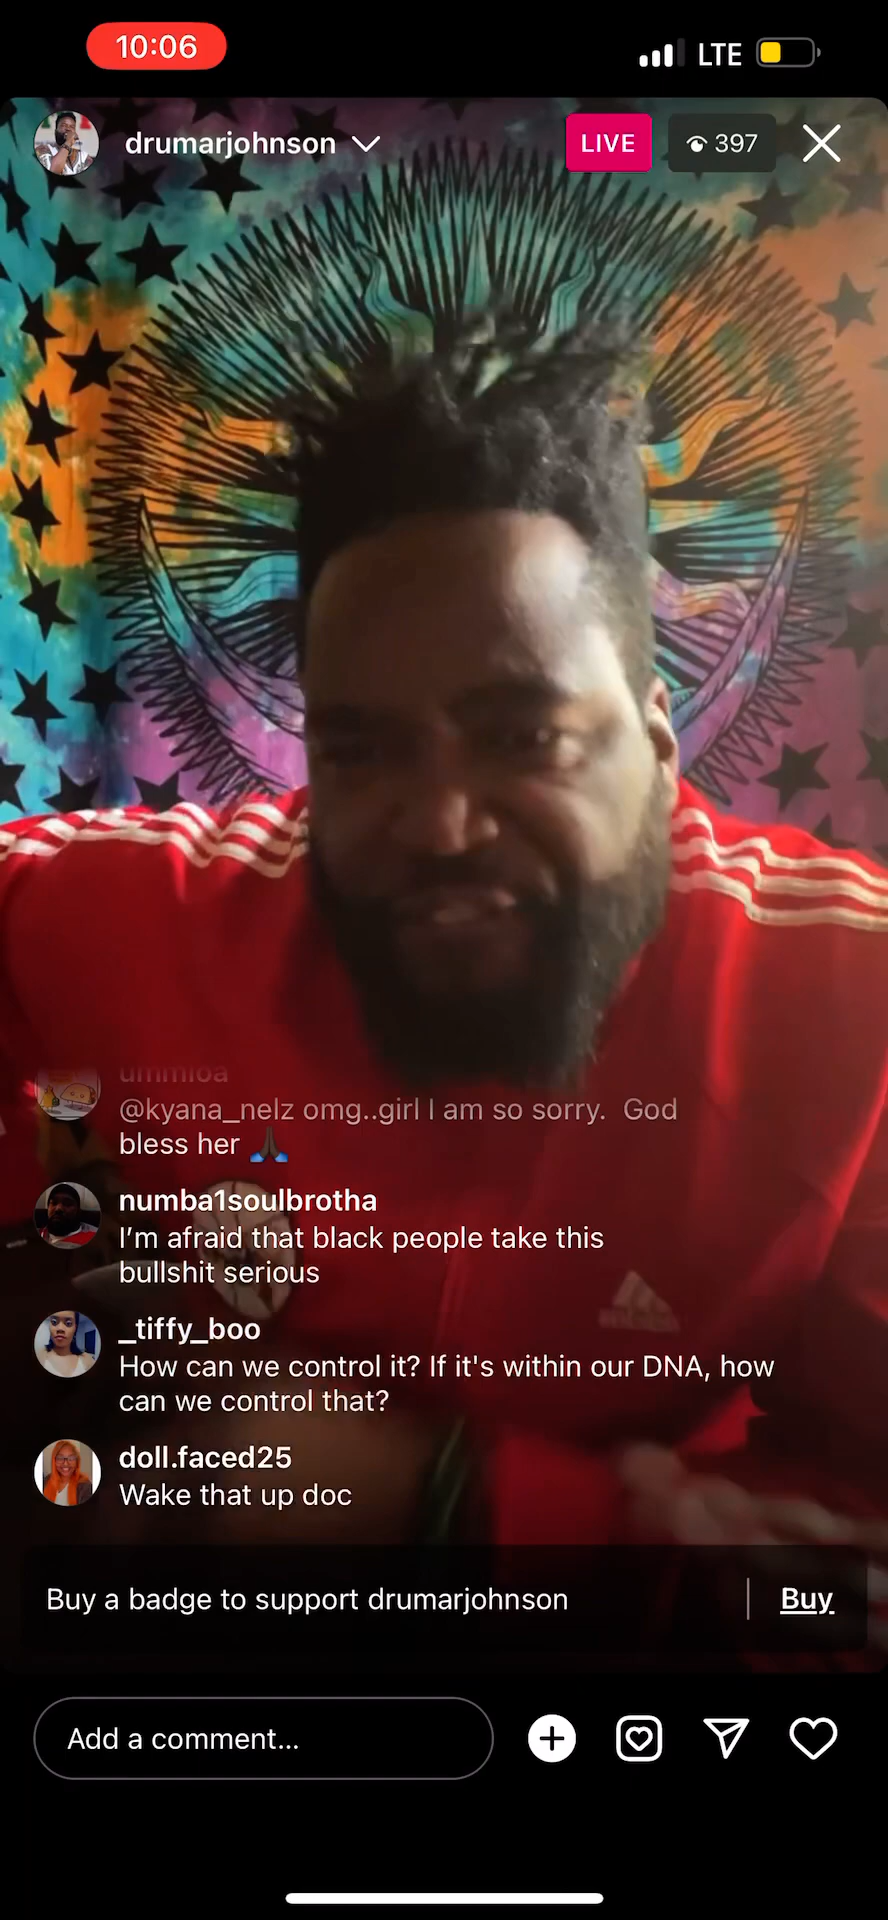 10:06
LTE
drumarjohnson
LIVE
397
@kyana_nelz omg..girl I am so sorry.  God
bless her
numba1soulbrotha
I'm afraid that black people take this
bullshit serious
_tiffy_boo
How can we control it? If it's within our DNA, how
can we control that?
doll.faced25
Wake that up doc
Buy a badge to support drumarjohnson
Buy
Add a comment...